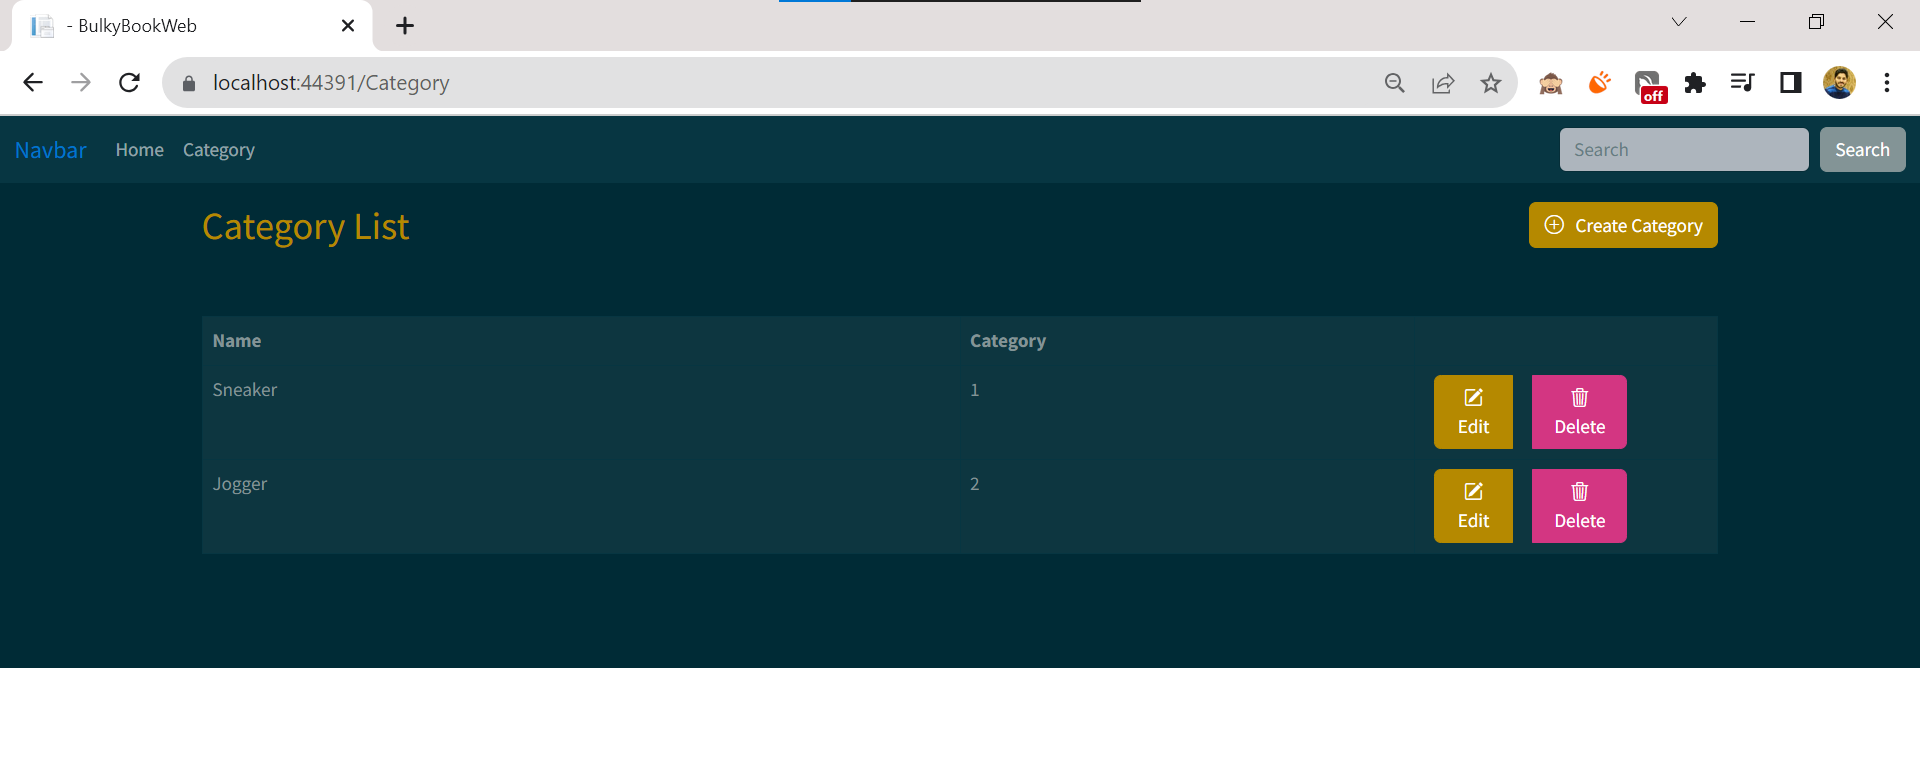 - BulkyBookWeb
localhost:44391/Category
off
Navbar Home Category Search Search
Category List Create Category
Name Category
Sneaker 1 Edit Delete
Jogger 2 Edit Delete